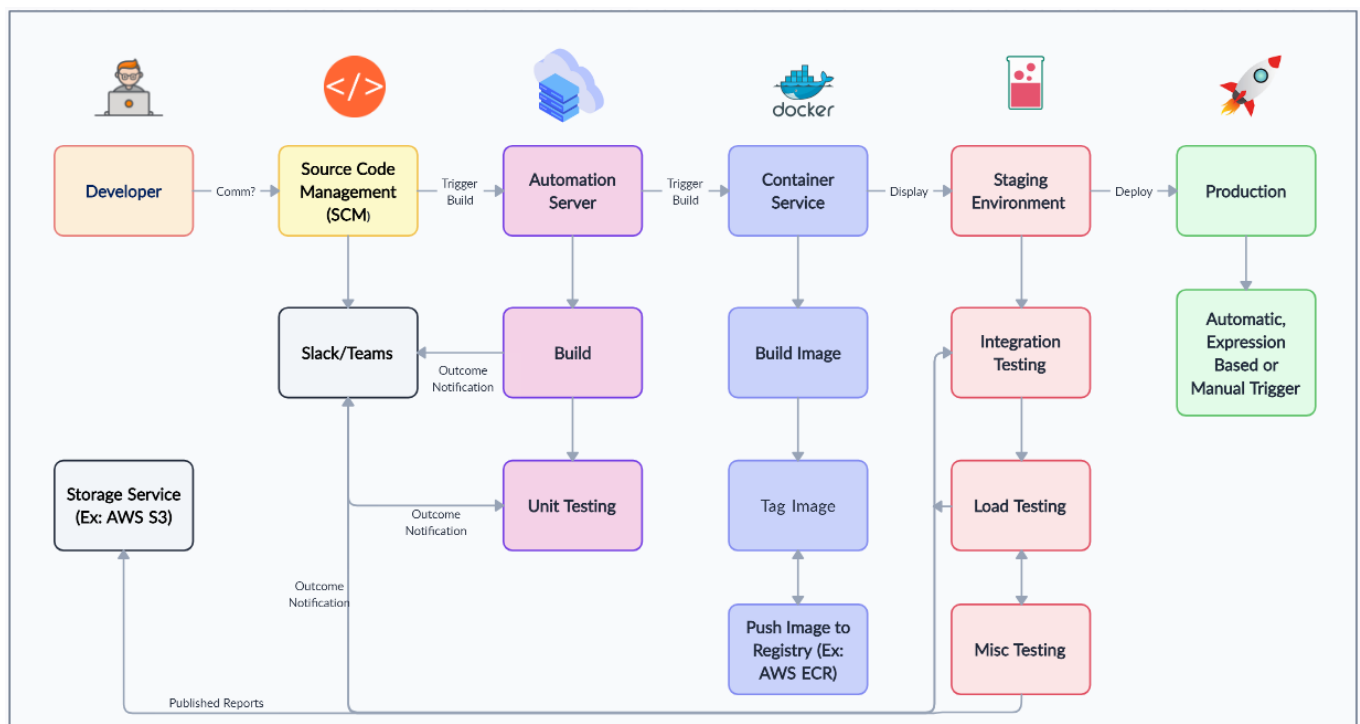 docker
Developer
Comm?
Source Code
Management
(SCM)
Trigger
Build
Automation
Server
Trigger
Build
Container
Service
Display
Staging
Environment
Deploy
Production
Slack/Teams
Outcome
Notification
Build
Build Image
Integration
Testing
Automatic,
Expression
Based or
Manual Trigger
Storage Service
(Ex: AWS S3)
Outcome
Notification
Unit Testing
Tag Image
Load Testing
Outcome
Notification
Push Image to
Registry (Ex:
AWS ECR)
Misc Testing
Published Reports